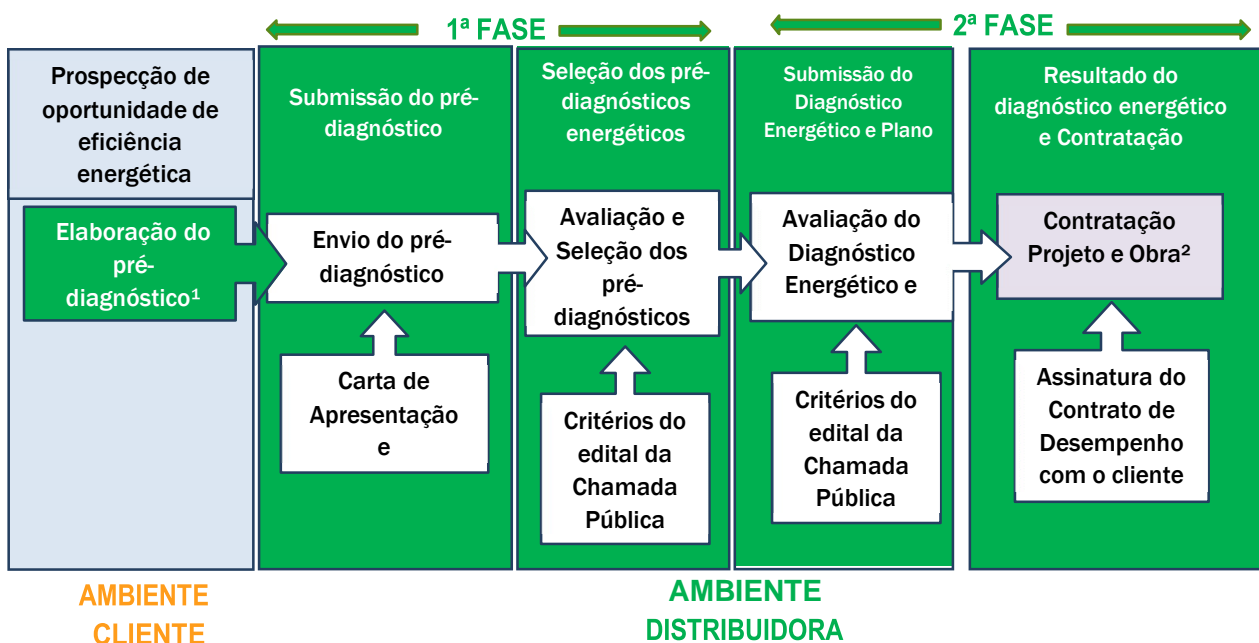 1ª FASE
2ª FASE
Prospecção de
oportunidade de
eficiência
energética
Elaboração do
pré-
diagnóstico¹
Submissão do pré-
diagnóstico
Envio do pré-
diagnóstico
Carta de
Apresentação
e
Seleção dos pré-
diagnósticos
energéticos
Avaliação e
Seleção dos
pré-
diagnósticos
Critérios do
edital da
Chamada
Pública
Submissão do
Diagnóstico
Energético e Plano
Avaliação do
Diagnóstico
Energético e
Critérios do
edital da
Chamada
Pública
Resultado do
diagnóstico energético
e Contratação
Contratação
Projeto e Obra²
Assinatura do
Contrato de
Desempenho
com o cliente
AMBIENTE
CLIENTE
AMBIENTE
DISTRIBUIDORA